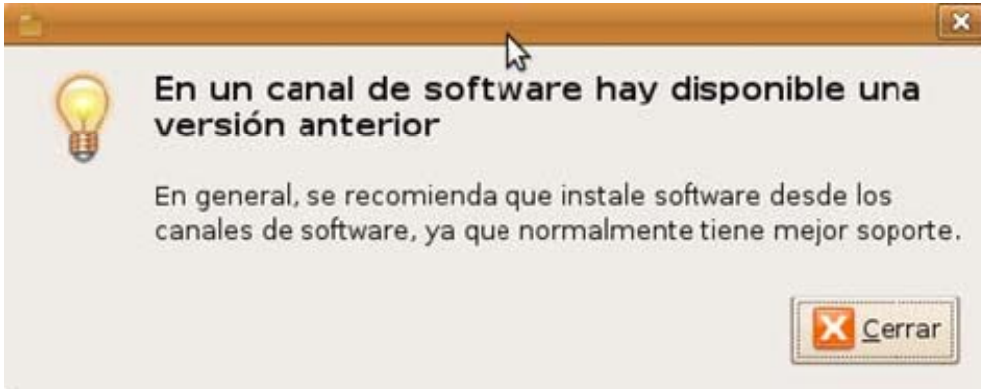 En un canal de software hay disponible una
versión anterior
En general, se recomienda que instale software desde los
canales de software, ya que normalmente tiene mejor soporte.
Cerrar